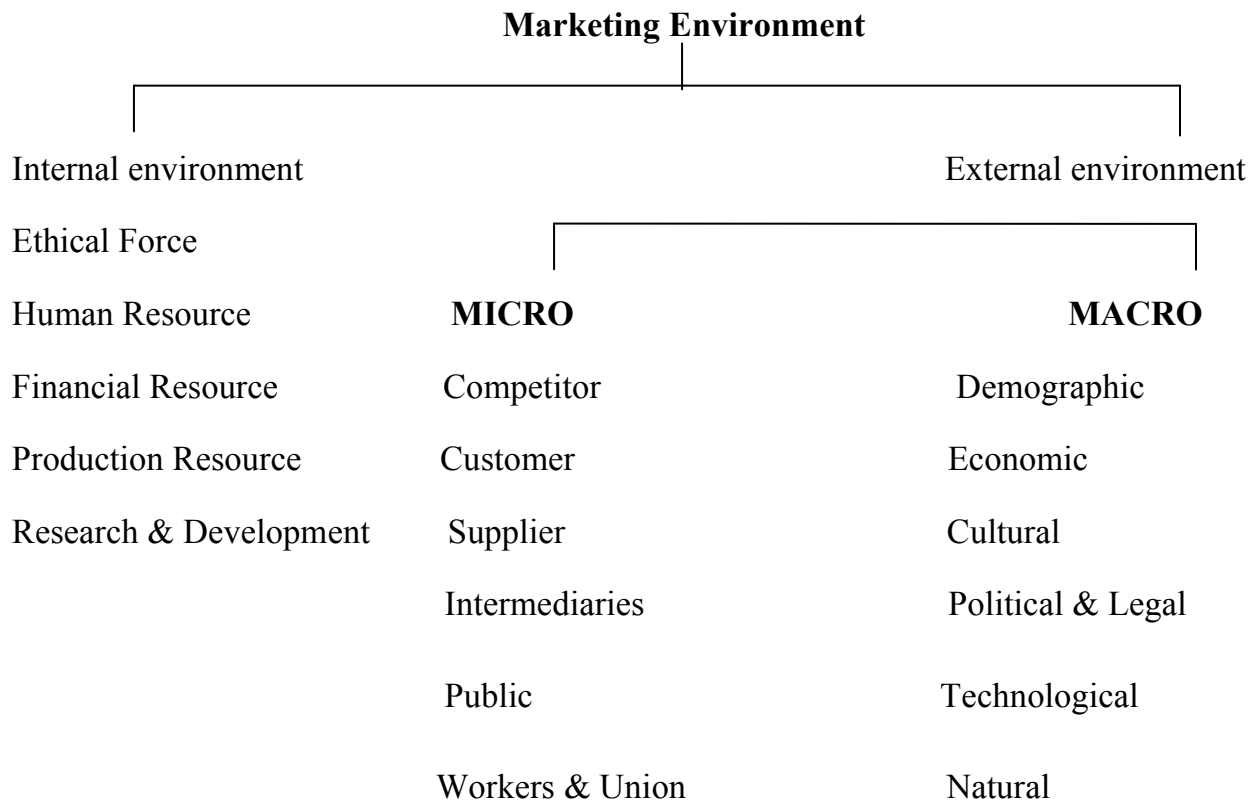 Marketing Environment
Internal environment
External environment
Ethical Force
Human Resource
MICRO
MACRO
Financial Resource
Competitor
Demographic
Production Resource
Customer
Economic
Research & Development
Supplier
Cultural
Intermediaries
Political & Legal
Public
Technological
Workers & Union
Natural